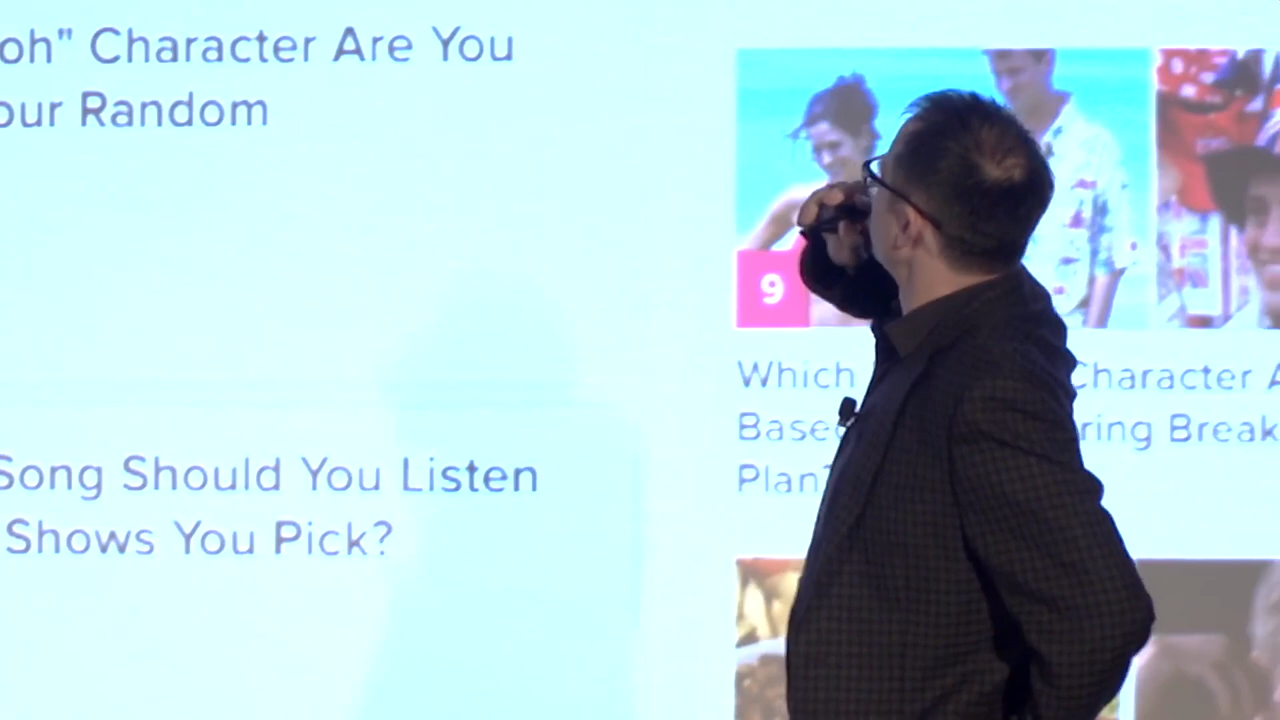 oh" Character Are You
our Random
Song Should You Listen
Shows You Pick?
9
Which Character A
Base ring Break
Plan?